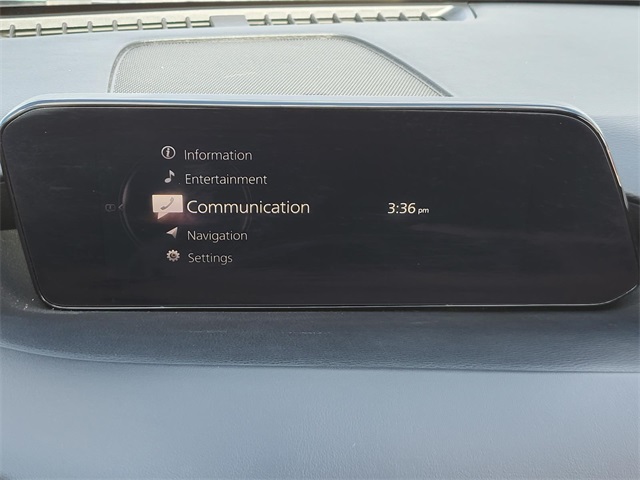 Information
Entertainment
Communication
3:36 pm
Navigation
Settings